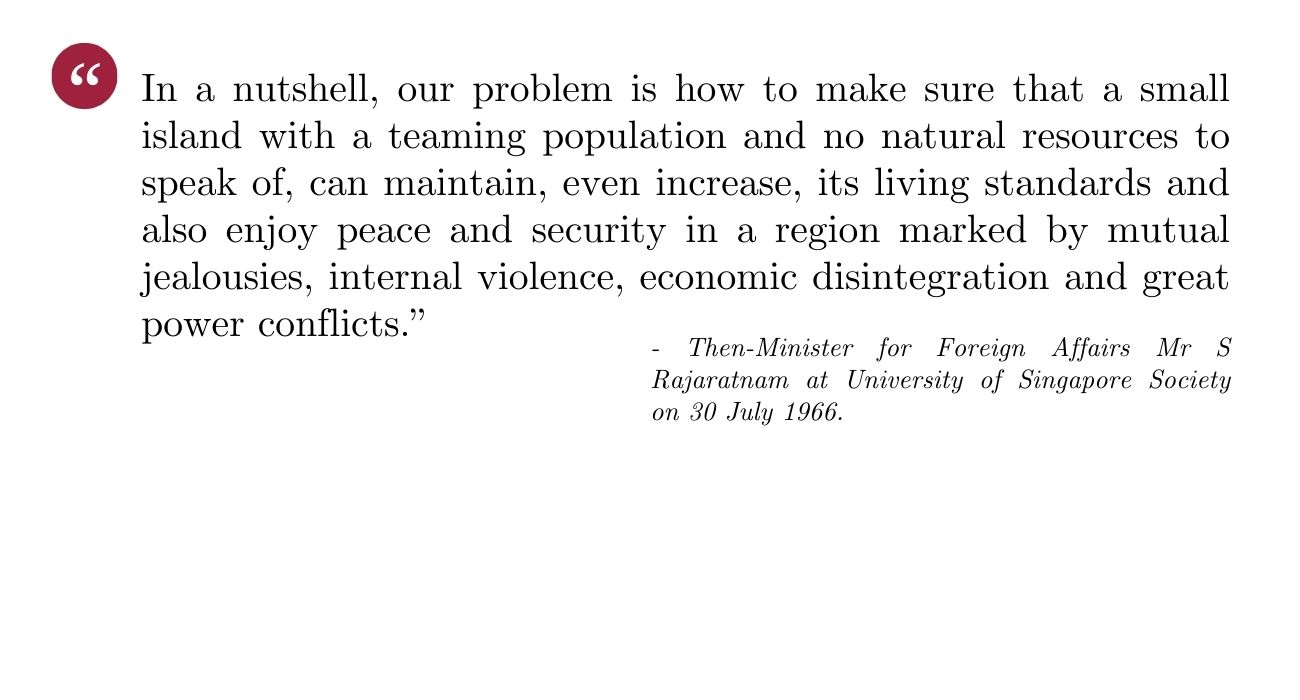 “ In a nutshell, our problem is how to make sure that a small
island with a teaming population and no natural resources to
speak of, can maintain, even increase, its living standards and
also enjoy peace and security in a region marked by mutual
jealousies, internal violence, economic disintegration and great
power conflicts.”
- Then-Minister for Foreign Affairs Mr S
Rajaratnam at University of Singapore Society
on 30 July 1966.